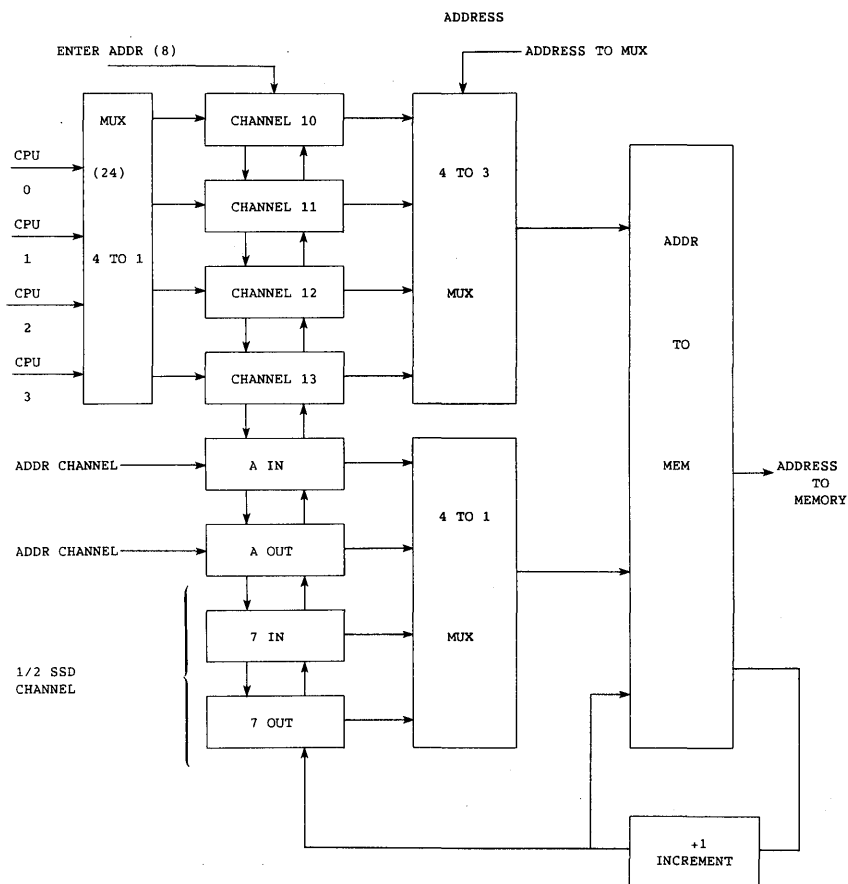 ADDRESS
ENTER ADDR (8)
ADDRESS TO MUX
MUX
(24)
4 TO 1
CPU
0
CPU
1
CPU
2
CPU
3
CHANNEL 10
CHANNEL 11
CHANNEL 12
CHANNEL 13
4 TO 3
MUX
ADDR
TO
MEM
ADDRESS
TO
MEMORY
ADDR CHANNEL
A IN
ADDR CHANNEL
A OUT
4 TO 1
MUX
1/2 SSD
CHANNEL
7 IN
7 OUT
+1
INCREMENT